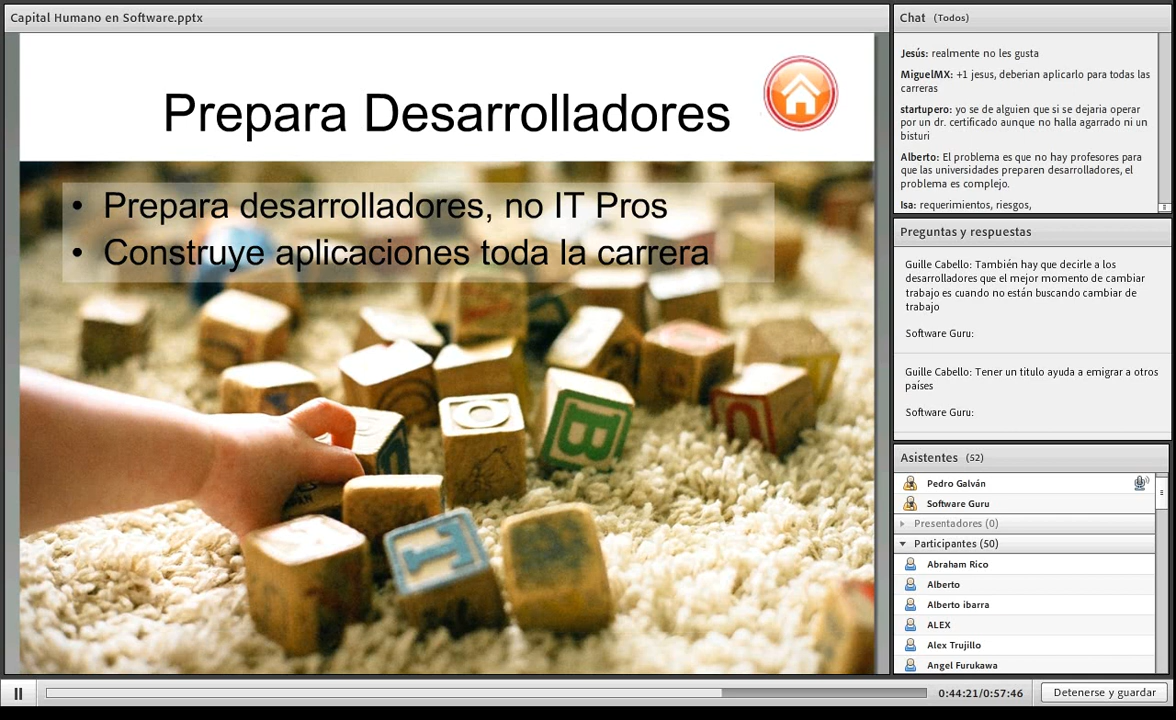 Capital Humano en Software.pptx
Prepara Desarrolladores
• Prepara desarrolladores, no IT Pros
• Construye aplicaciones toda la carrera
B
T
Chat (Todos)
Jesús: realmente no les gusta
MiguelMX: +1 jesus, deberian aplicarlo para todas las
carreras
startupero: yo se de alguien que si se dejaria operar
por un dr. certificado aunque no halla agarrado ni un
bisturi
Alberto: El problema es que no hay profesores para
que las universidades preparen desarrolladores, el
problema es complejo.
Isa: requerimientos, riesgos,
Preguntas y respuestas
Guille Cabello: También hay que decirle a los
desarrolladores que el mejor momento de cambiar
trabajo es cuando no están buscando cambiar de
trabajo
Software Guru:
Guille Cabello: Tener un titulo ayuda a emigrar a otros
países
Software Guru:
Asistentes (52)
Pedro Galván
Software Guru
Presentadores (0)
Participantes (50)
Abraham Rico
Alberto
Alberto ibarra
ALEX
Alex Trujillo
Angel Furukawa
0:44:21/0:57:46
Detenerse y guardar